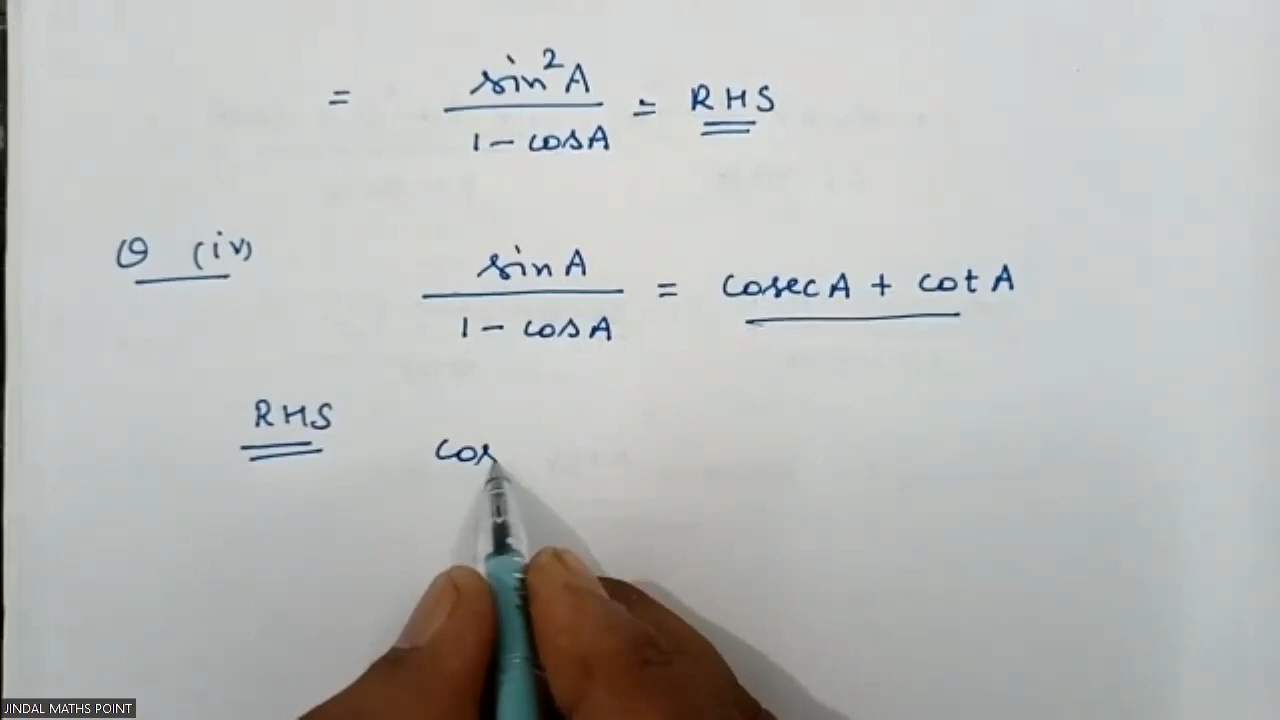 = sin²A / 1 - cosA = RHS
Q (iv) sinA / 1 - cosA = cosecA + cotA
RHS cos
JINDAL MATHS POINT